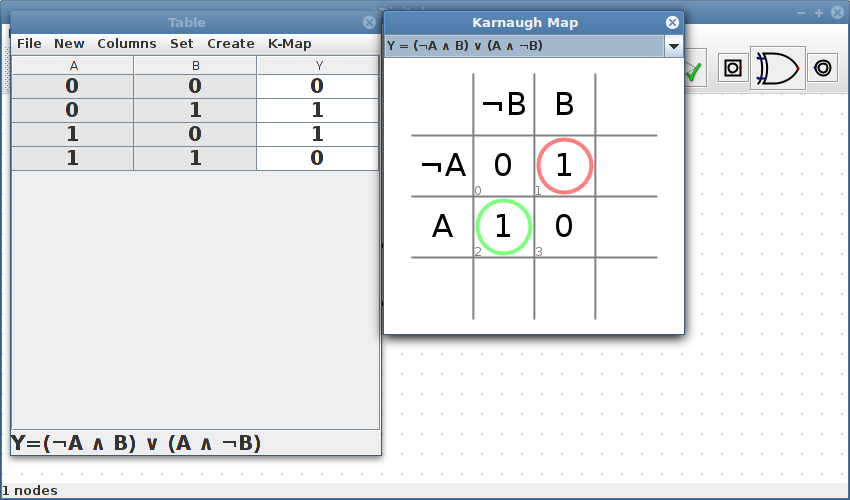 Table
File New Columns Set Create K-Map
A B Y
0 0 0
0 1 1
1 0 1
1 1 0
Y=(¬A ∧ B) ∨ (A ∧ ¬B)
Karnaugh Map
Y = (¬A ∧ B) ∨ (A ∧ ¬B)
¬B B
¬A 0 1
0 1
A 1 0
2 3
1 nodes